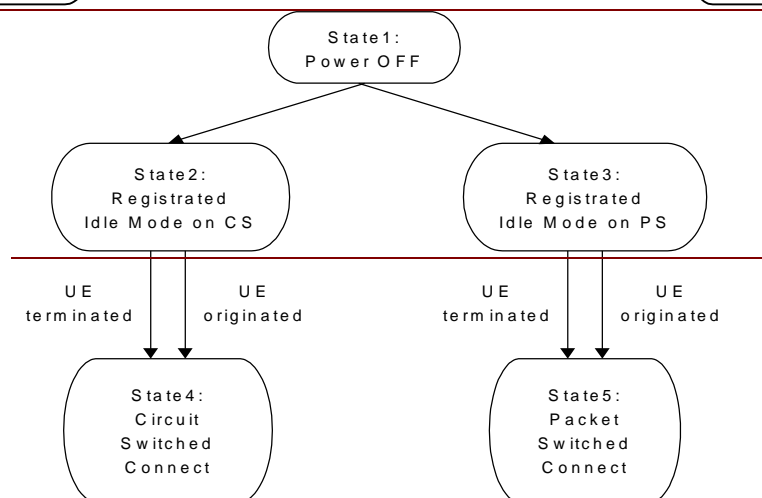 State1:
Power OFF
State2:
Registrated
Idle Mode on CS
State3:
Registrated
Idle Mode on PS
UE
terminated
UE
originated
UE
terminated
UE
originated
State4:
Circuit
Switched
Connect
State5:
Packet
Switched
Connect